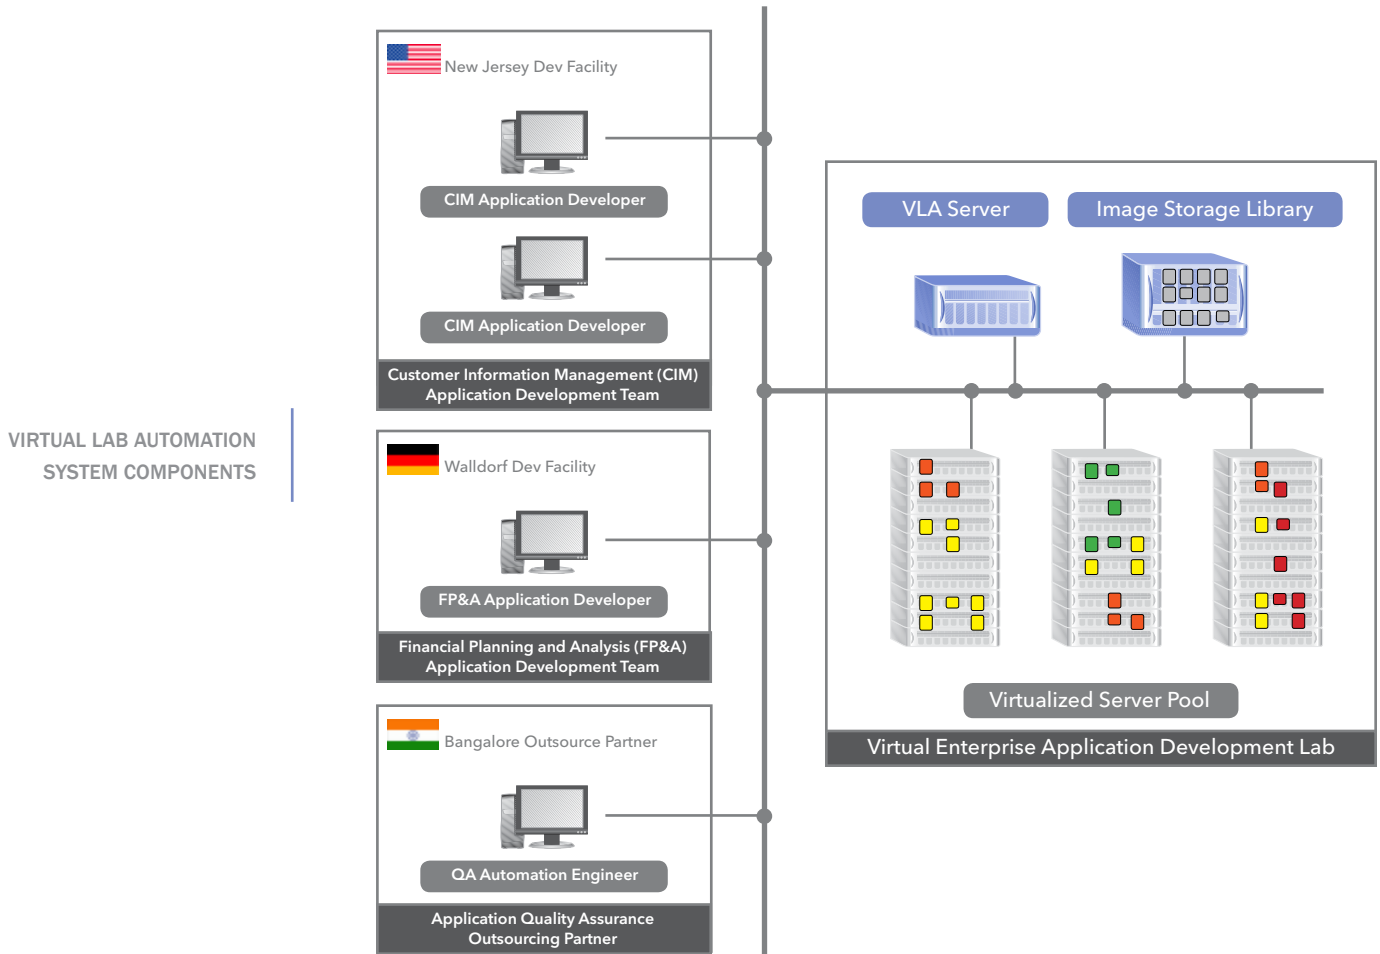 VIRTUAL LAB AUTOMATION
SYSTEM COMPONENTS
New Jersey Dev Facility
CIM Application Developer
CIM Application Developer
Customer Information Management (CIM)
Application Development Team
Walldorf Dev Facility
FP&A Application Developer
Financial Planning and Analysis (FP&A)
Application Development Team
Bangalore Outsource Partner
QA Automation Engineer
Application Quality Assurance
Outsourcing Partner
VLA Server
Image Storage Library
Virtualized Server Pool
Virtual Enterprise Application Development Lab